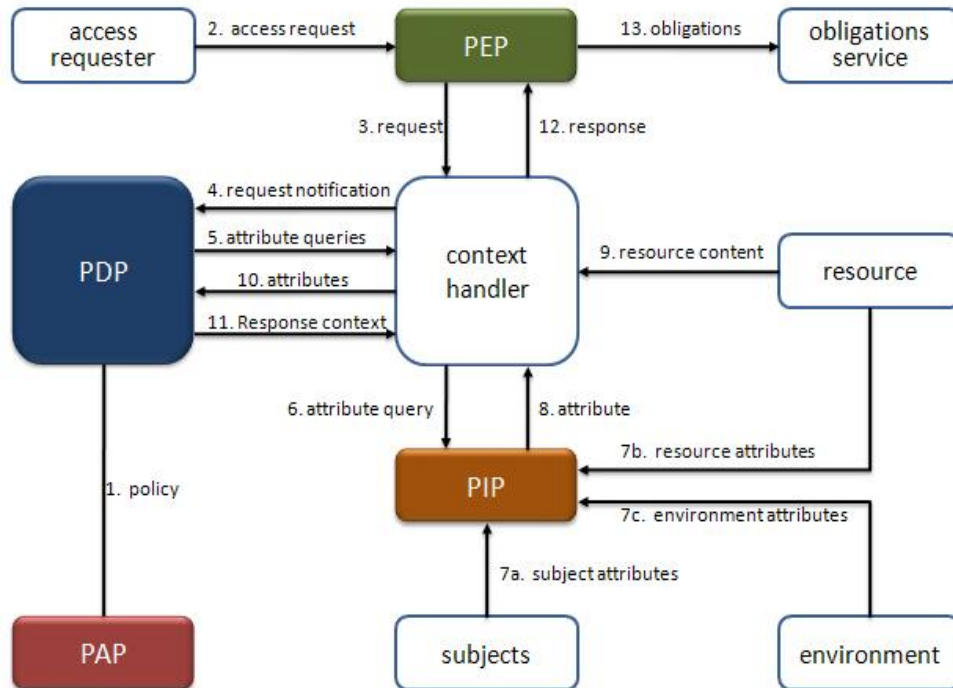 access
requester
2. access request
PEP
13. obligations
obligations
service
3. request
12. response
4. request notification
5. attribute queries
PDP
10. attributes
11. Response context
context
handler
9. resource content
resource
6. attribute query
8. attribute
7b. resource attributes
PIP
7c. environment attributes
1. policy
7a. subject attributes
PAP
subjects
environment